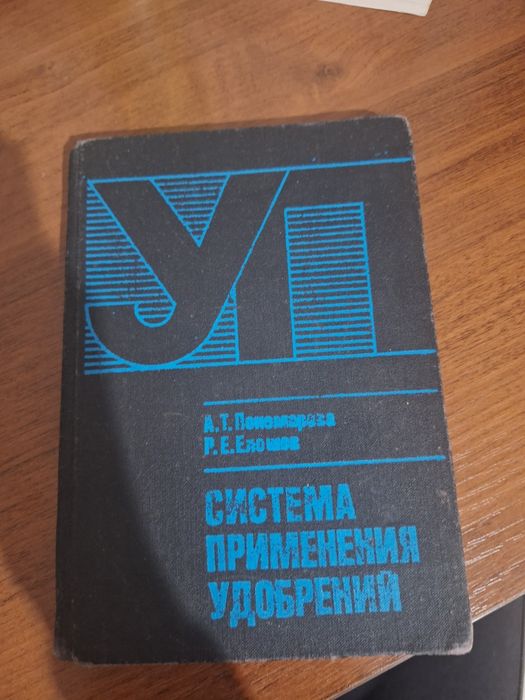 УП
А.Т.Пономарева
Р.Е.Елешев
СИСТЕМА
ПРИМЕНЕНИЯ
УДОБРЕНИЙ